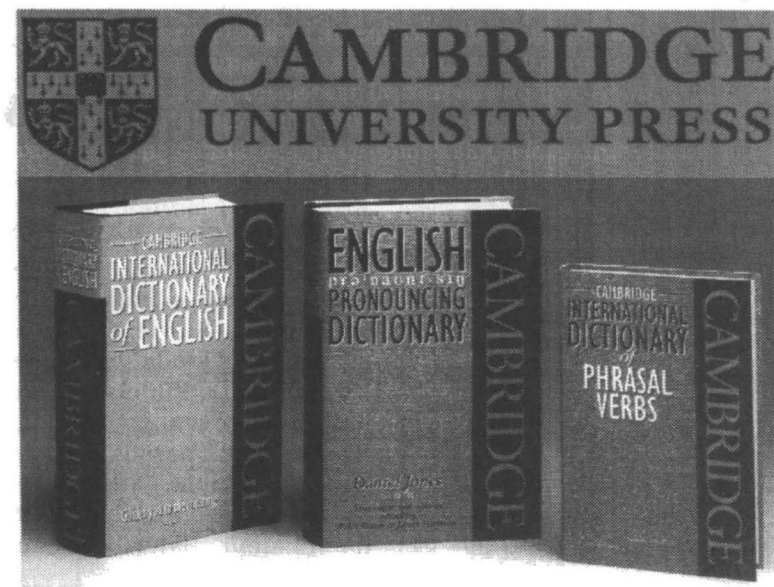 CAMBRIDGE
UNIVERSITY PRESS
CAMBRIDGE
INTERNATIONAL
DICTIONARY
of ENGLISH
CAMBRIDGE
ENGLISH
CAMBRIDGE
ENGLISH
PRONOUNCING
DICTIONARY
Daniel Jones
CAMBRIDGE
CAMBRIDGE
INTERNATIONAL
DICTIONARY
of
PHRASAL
VERBS
CAMBRIDGE